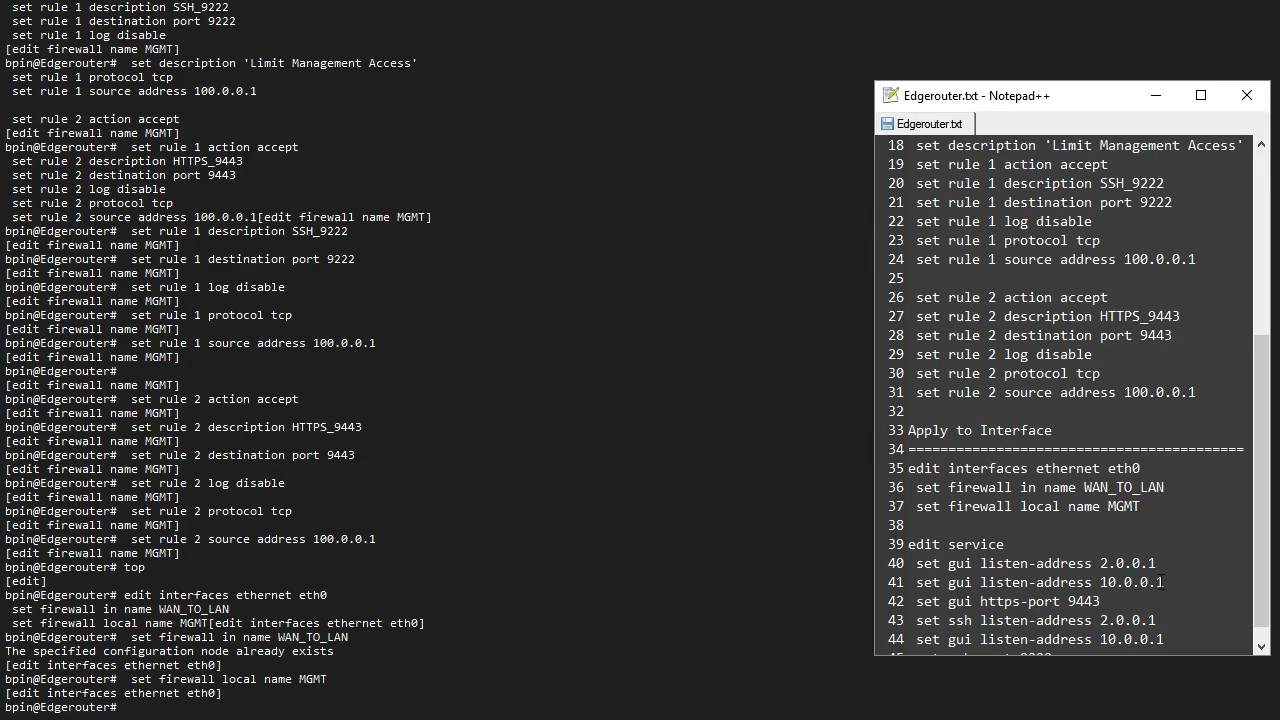 set rule 1 description SSH_9222
set rule 1 destination port 9222
set rule 1 log disable
[edit firewall name MGMT]
bpin@Edgerouter#  set description 'Limit Management Access'
set rule 1 protocol tcp
set rule 1 source address 100.0.0.1
set rule 2 action accept
[edit firewall name MGMT]
bpin@Edgerouter#  set rule 1 action accept
set rule 2 description HTTPS_9443
set rule 2 destination port 9443
set rule 2 log disable
set rule 2 protocol tcp
set rule 2 source address 100.0.0.1[edit firewall name MGMT]
bpin@Edgerouter#  set rule 1 description SSH_9222
[edit firewall name MGMT]
bpin@Edgerouter#  set rule 1 destination port 9222
[edit firewall name MGMT]
bpin@Edgerouter#  set rule 1 log disable
[edit firewall name MGMT]
bpin@Edgerouter#  set rule 1 protocol tcp
[edit firewall name MGMT]
bpin@Edgerouter#  set rule 1 source address 100.0.0.1
[edit firewall name MGMT]
bpin@Edgerouter#
[edit firewall name MGMT]
bpin@Edgerouter#  set rule 2 action accept
[edit firewall name MGMT]
bpin@Edgerouter#  set rule 2 description HTTPS_9443
[edit firewall name MGMT]
bpin@Edgerouter#  set rule 2 destination port 9443
[edit firewall name MGMT]
bpin@Edgerouter#  set rule 2 log disable
[edit firewall name MGMT]
bpin@Edgerouter#  set rule 2 protocol tcp
[edit firewall name MGMT]
bpin@Edgerouter#  set rule 2 source address 100.0.0.1
[edit firewall name MGMT]
bpin@Edgerouter# top
[edit]
bpin@Edgerouter# edit interfaces ethernet eth0
set firewall in name WAN_TO_LAN
set firewall local name MGMT[edit interfaces ethernet eth0]
bpin@Edgerouter#  set firewall in name WAN_TO_LAN
The specified configuration node already exists
[edit interfaces ethernet eth0]
bpin@Edgerouter#  set firewall local name MGMT
[edit interfaces ethernet eth0]
bpin@Edgerouter#
Edgerouter.txt - Notepad++
Edgerouter.txt
18 set description 'Limit Management Access'
19 set rule 1 action accept
20 set rule 1 description SSH_9222
21 set rule 1 destination port 9222
22 set rule 1 log disable
23 set rule 1 protocol tcp
24 set rule 1 source address 100.0.0.1
25
26 set rule 2 action accept
27 set rule 2 description HTTPS_9443
28 set rule 2 destination port 9443
29 set rule 2 log disable
30 set rule 2 protocol tcp
31 set rule 2 source address 100.0.0.1
32
33 Apply to Interface
34 ==========================================
35 edit interfaces ethernet eth0
36 set firewall in name WAN_TO_LAN
37 set firewall local name MGMT
38
39 edit service
40 set gui listen-address 2.0.0.1
41 set gui listen-address 10.0.0.1
42 set gui https-port 9443
43 set ssh listen-address 2.0.0.1
44 set gui listen-address 10.0.0.1